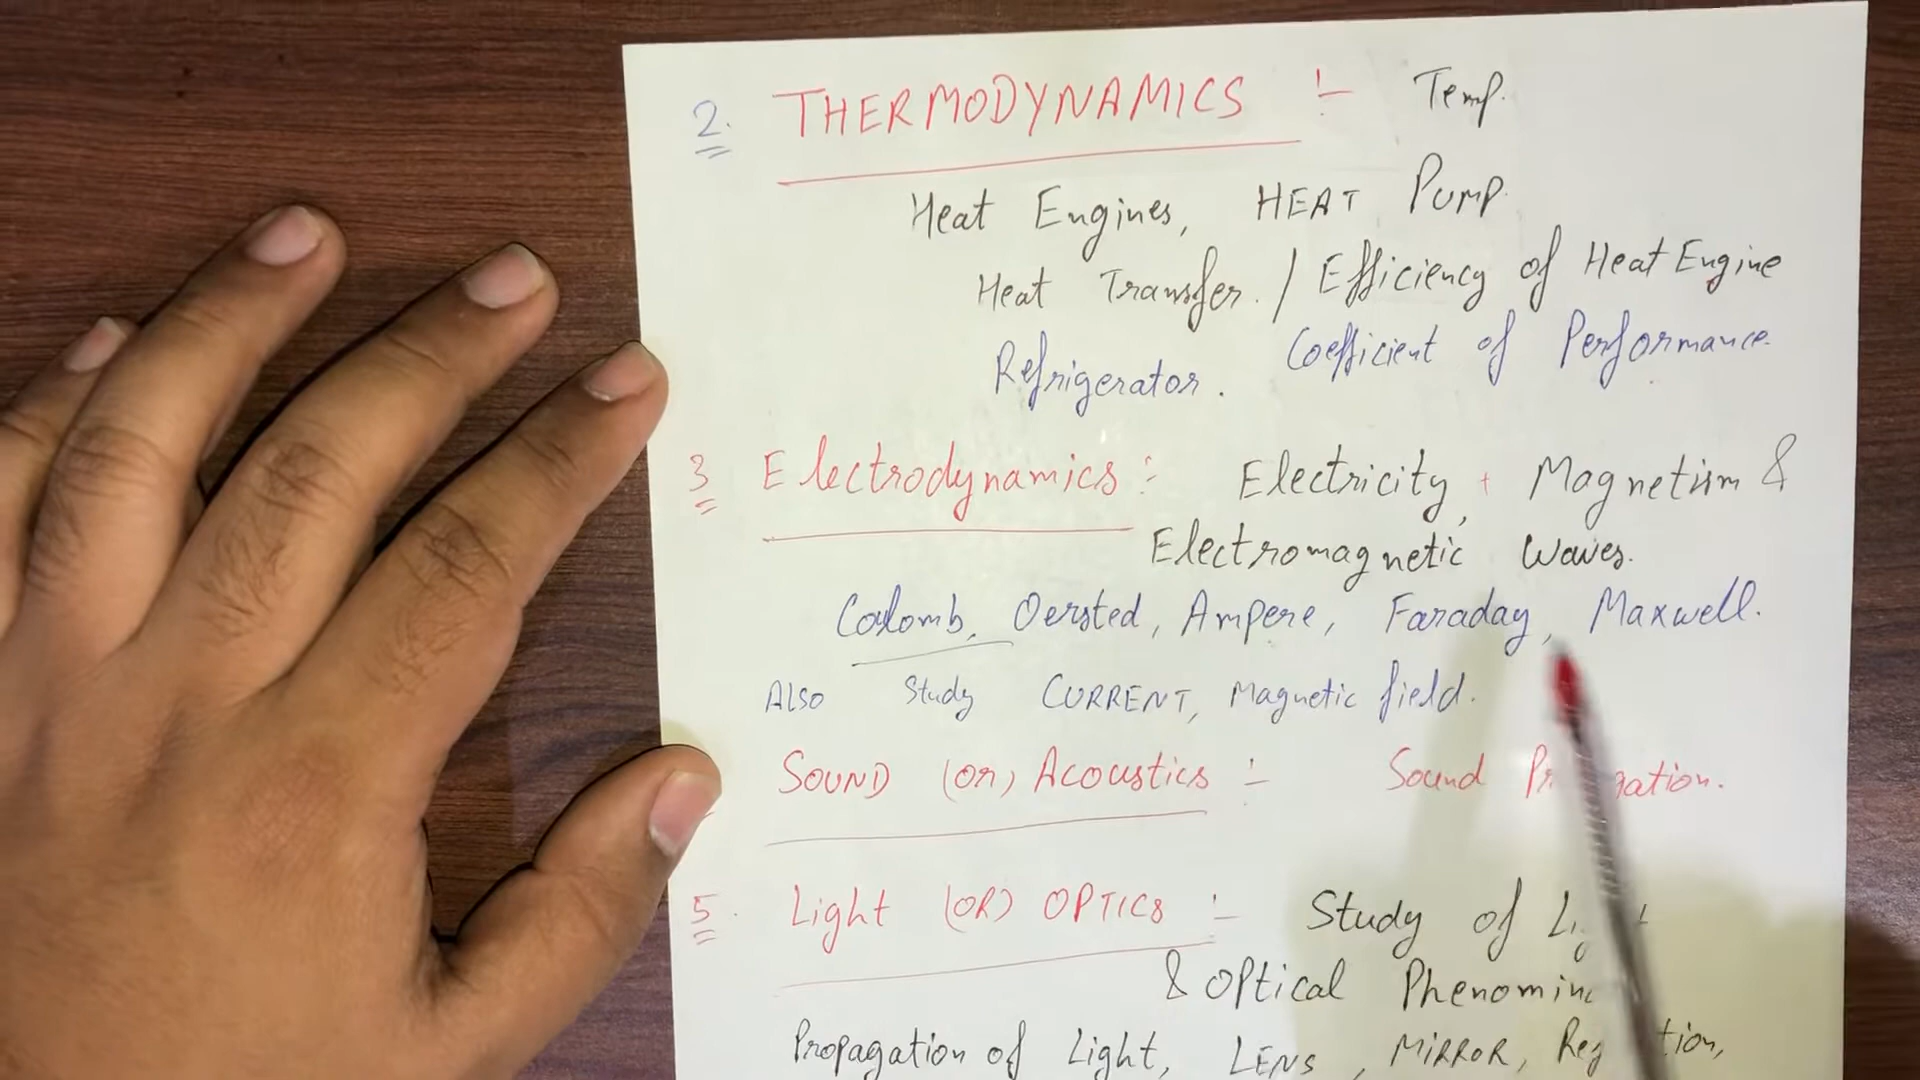 2. THERMODYNAMICS :- Temp.
Heat Engines, HEAT PUMP.
Heat Transfer. / Efficiency of Heat Engine
Refrigerator. Coefficient of Performance.
3 Electrodynamics :- Electricity, + Magnetism &
Electromagnetic Waves.
Coulomb, Oersted, Ampere, Faraday, Maxwell.
Also Study CURRENT, Magnetic field.
SOUND (or) Acoustics :- Sound
5. Light (OR) OPTICS :- Study of
& Optical
Propagation of Light, LENS, MIRROR,